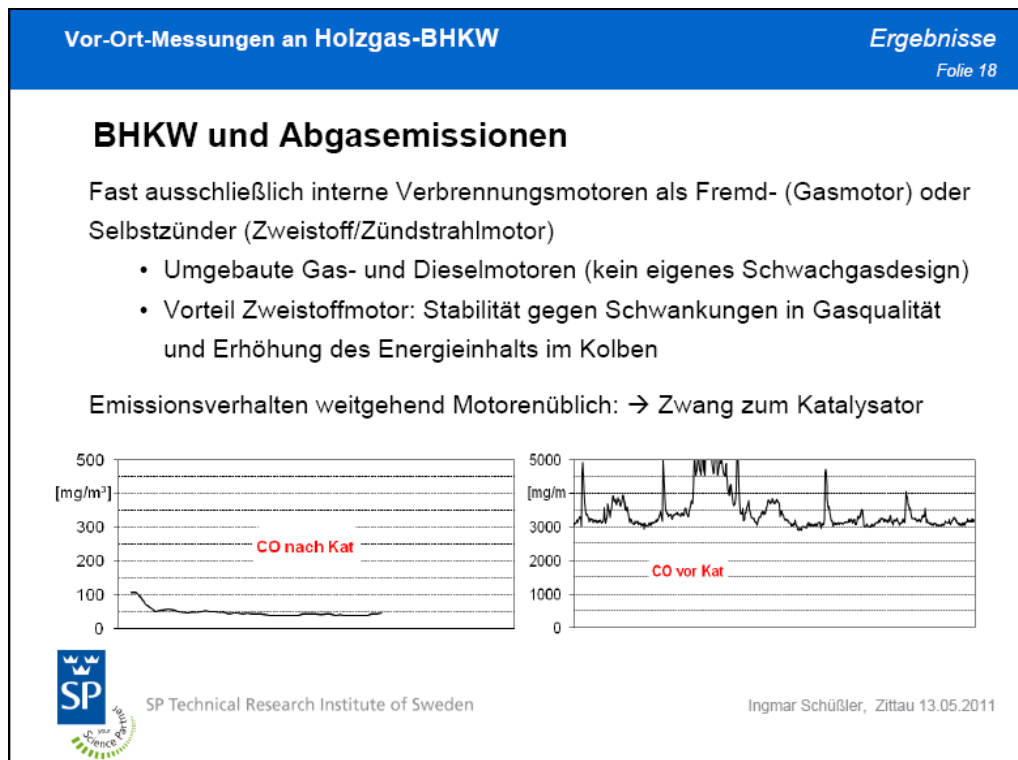 Vor-Ort-Messungen an Holzgas-BHKW
Ergebnisse
Folie 18
BHKW und Abgasemissionen
Fast ausschließlich interne Verbrennungsmotoren als Fremd- (Gasmotor) oder
Selbstzünder (Zweistoff/Zündstrahlmotor)
• Umgebaute Gas- und Dieselmotoren (kein eigenes Schwachgasdesign)
• Vorteil Zweistoffmotor: Stabilität gegen Schwankungen in Gasqualität
und Erhöhung des Energieinhalts im Kolben
Emissionsverhalten weitgehend Motorenüblich: → Zwang zum Katalysator
500
[mg/m³]
300
200
100
0
CO nach Kat
5000
[mg/m
3000
2000
1000
0
CO vor Kat
SP
your
Science Partner
SP Technical Research Institute of Sweden
Ingmar Schüßler, Zittau 13.05.2011